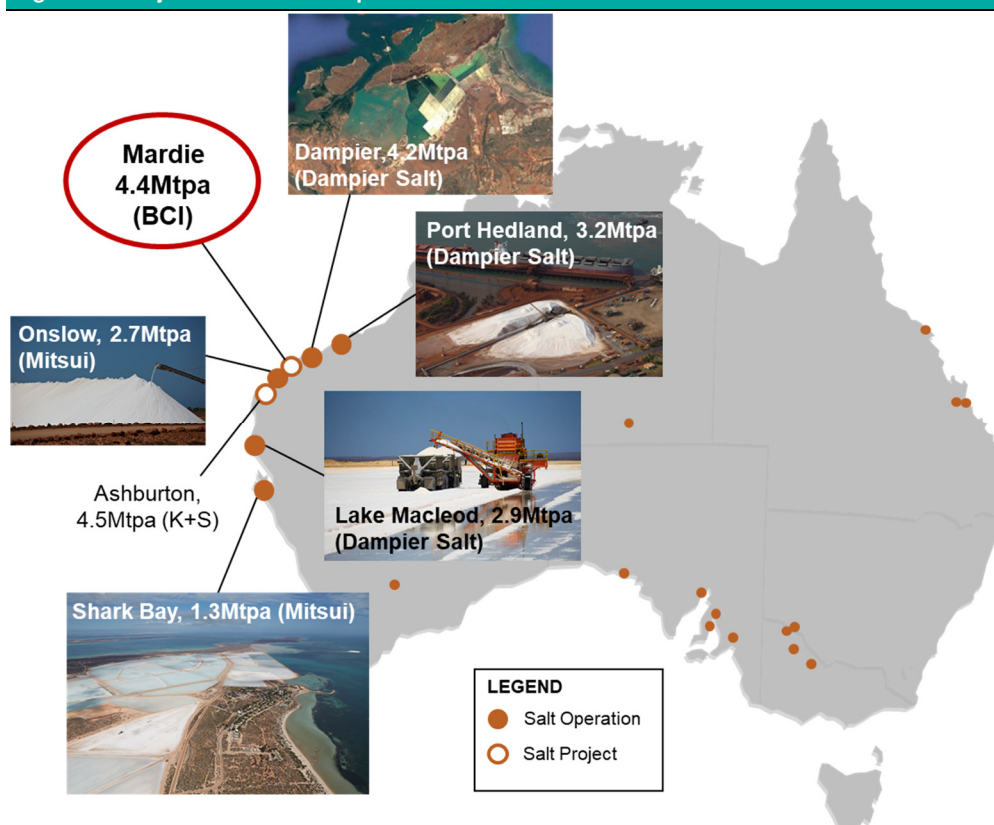 Mardie
4.4Mtpa
(BCI)
Dampier,4.2Mtpa
(Dampier Salt)
Port Hedland, 3.2Mtpa
(Dampier Salt)
Onslow, 2.7Mtpa
(Mitsui)
Ashburton,
4.5Mtpa (K+S)
Lake Macleod, 2.9Mtpa
(Dampier Salt)
Shark Bay, 1.3Mtpa (Mitsui)
LEGEND
Salt Operation
Salt Project